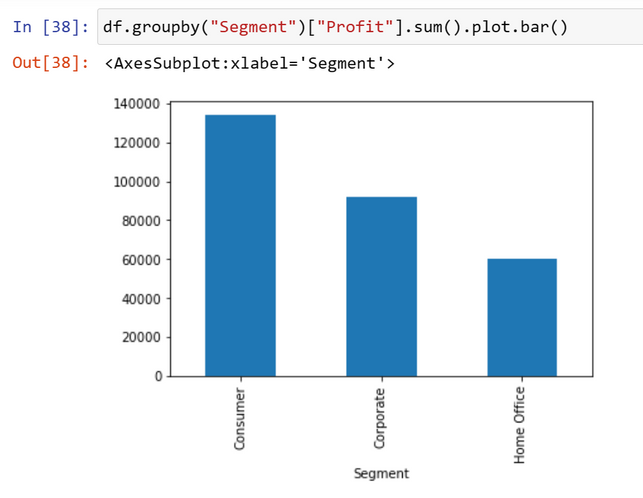 In [38]: df.groupby("Segment")["Profit"].sum().plot.bar()
Out[38]: <AxesSubplot:xlabel='Segment'>
140000
120000
100000
80000
60000
40000
20000
0
Consumer
Corporate
Home Office
Segment